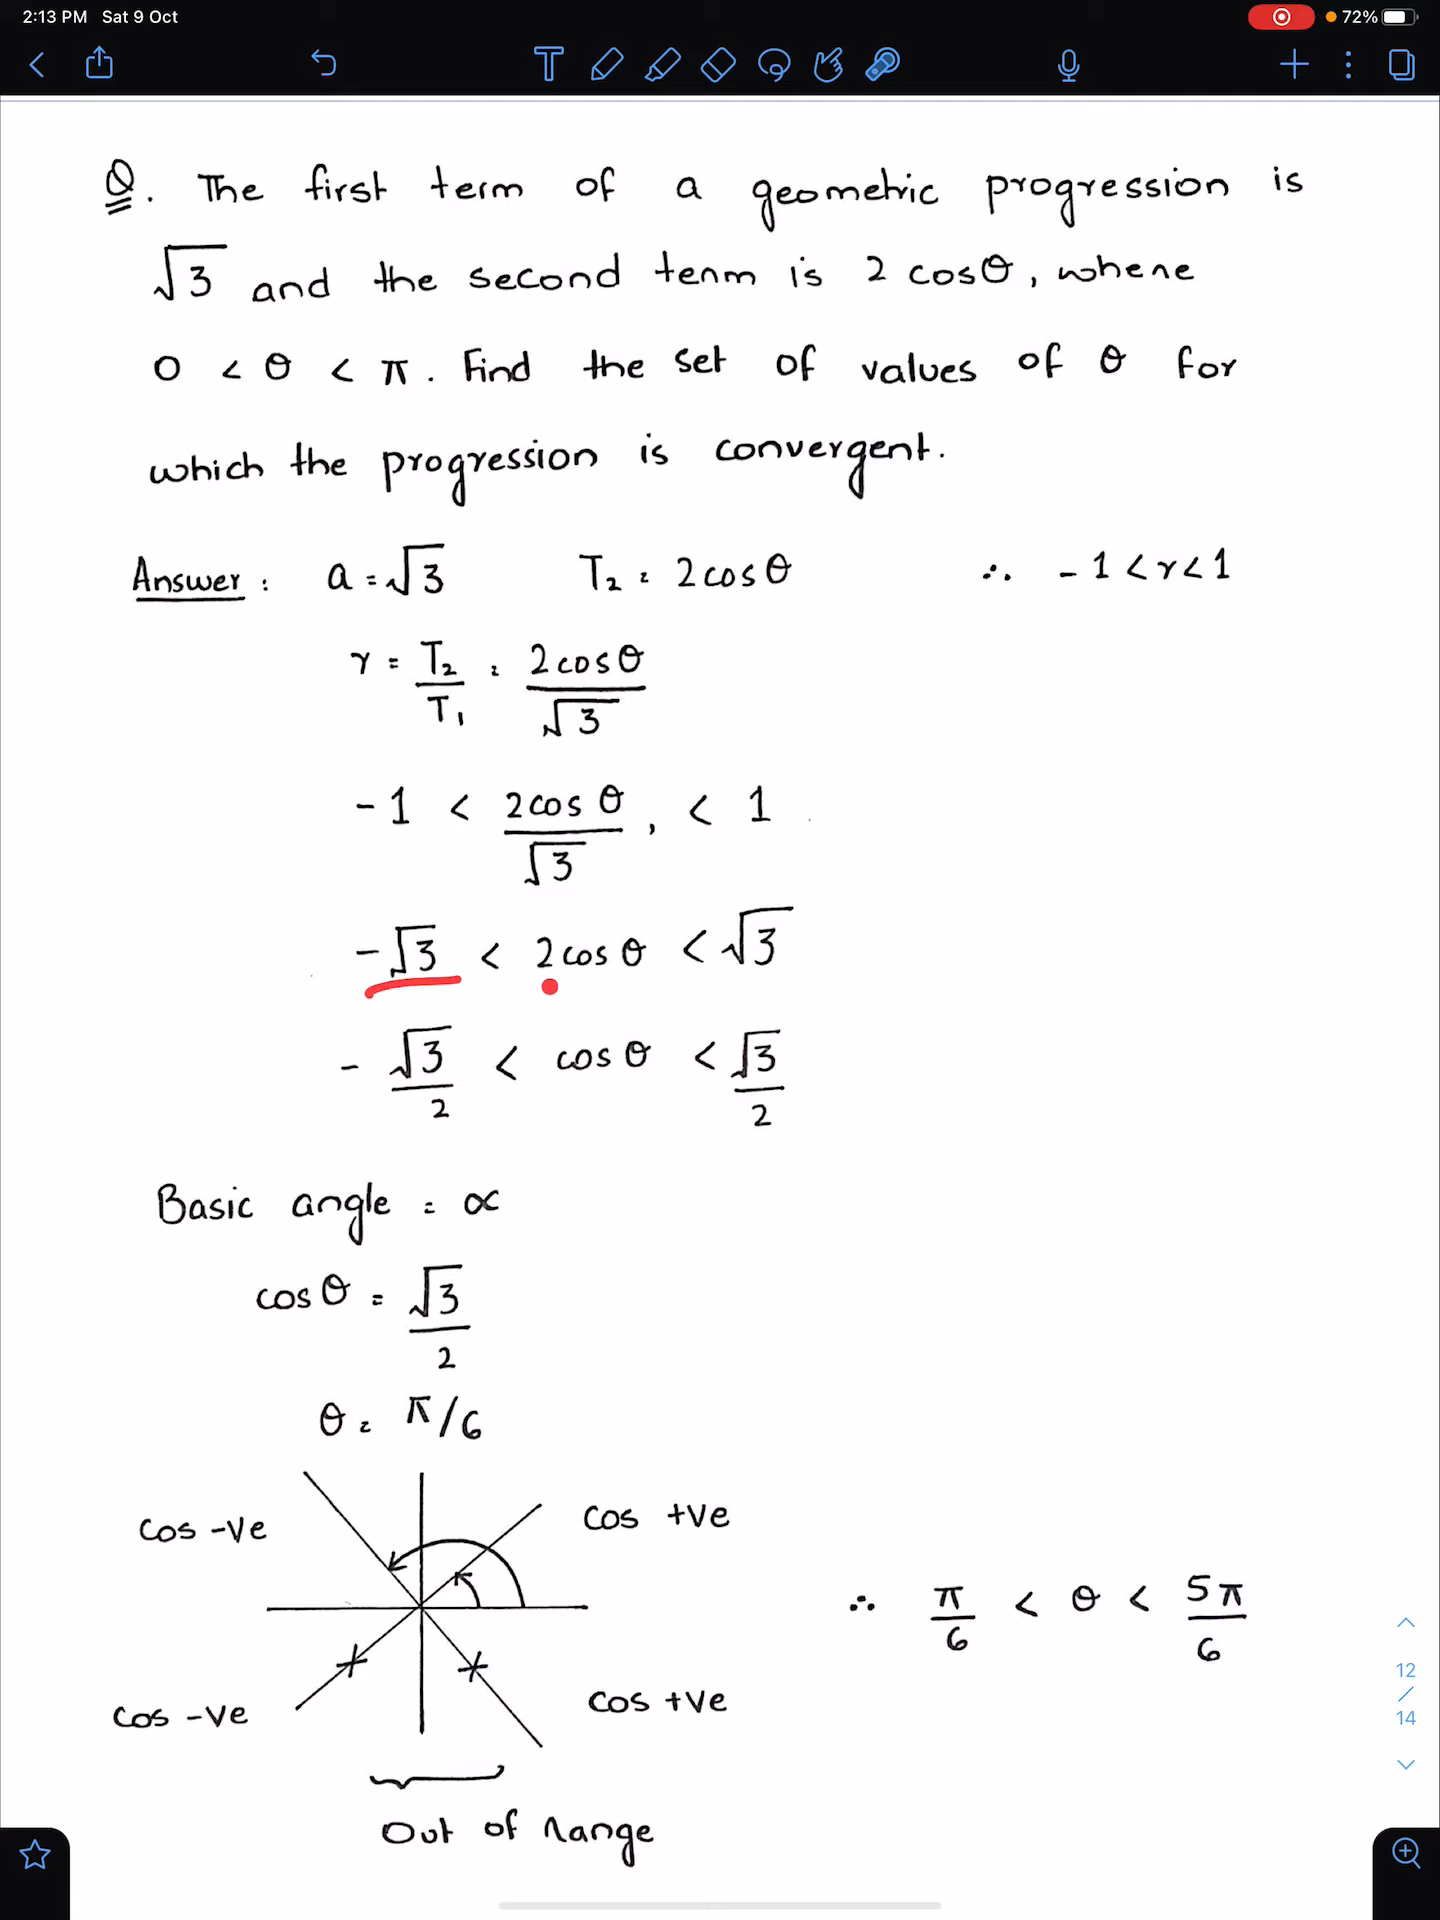 2:13 PM Sat 9 Oct 72%
Q. The first term of a geometric progression is
√3 and the second term is 2 cosθ, where
0 < θ < π. Find the set of values of θ for
which the progression is convergent.
Answer: a = √3 T₂ = 2cosθ ∴ -1 < r < 1
r = T₂/T₁ = 2cosθ/√3
-1 < 2cosθ/√3, < 1
-√3 < 2cosθ < √3
-√3/2 < cosθ < √3/2
Basic angle = ∝
cosθ = √3/2
θ = π/6
cos -ve cos +ve
∴ π/6 < θ < 5π/6
cos -ve cos +ve
12
/
14
Out of range